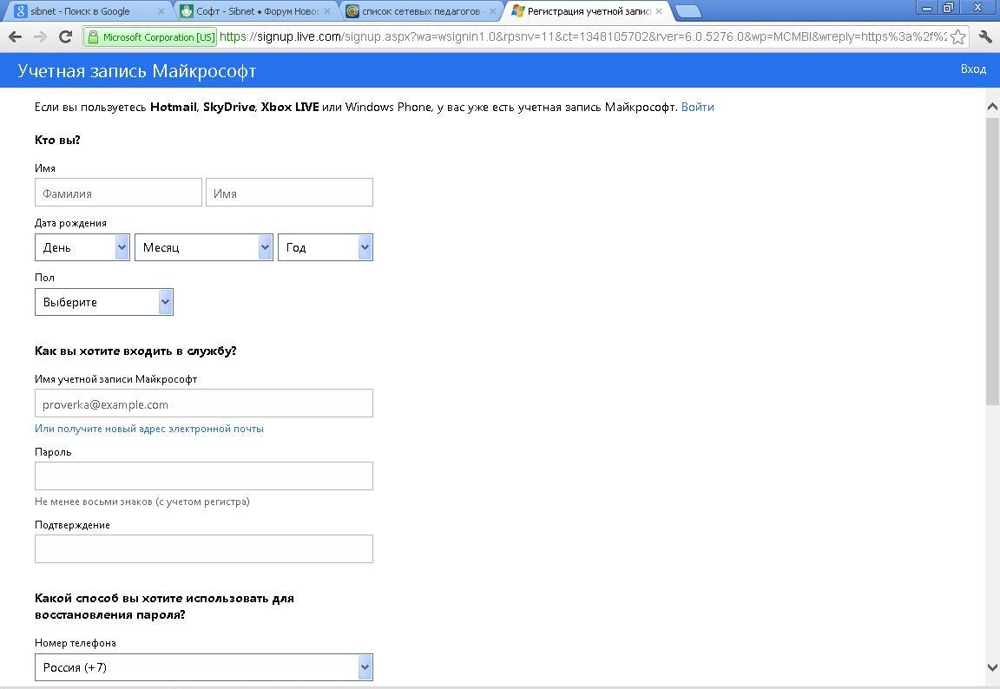 sibnet - Поиск в Google
Софт - Sibnet • Форум Новос
список сетевых педагогов -
Регистрация учетной запис
Microsoft Corporation [US] https://signup.live.com/signup.aspx?wa=wsignin1.0&rpsnv=11&ct=1348105702&rver=6.0.5276.0&wp=MCMBI&wreply=https%3a%2f%2
Учетная запись Майкрософт
Вход
Если вы пользуетесь Hotmail, SkyDrive, Xbox LIVE или Windows Phone, у вас уже есть учетная запись Майкрософт. Войти
Кто вы?
Имя
Фамилия Имя
Дата рождения
День Месяц Год
Пол
Выберите
Как вы хотите входить в службу?
Имя учетной записи Майкрософт
proverka@example.com
Или получите новый адрес электронной почты
Пароль
Не менее восьми знаков (с учетом регистра)
Подтверждение
Какой способ вы хотите использовать для
восстановления пароля?
Номер телефона
Россия (+7)